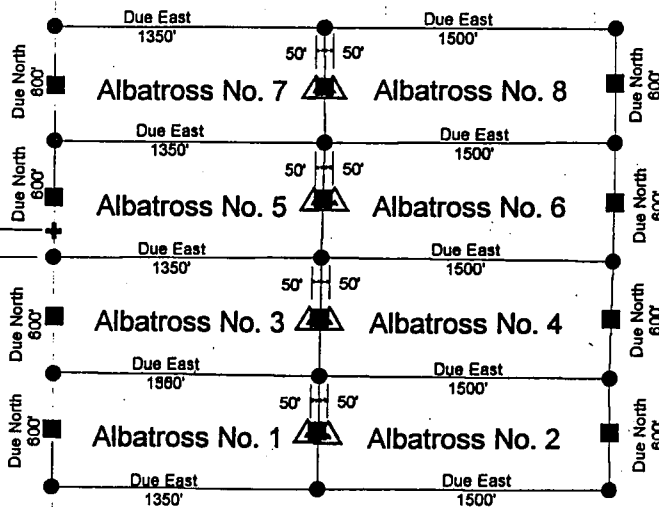 Due East Due East
1350' 1500'
50' 50'
Due North 600' Albatross No. 7 Albatross No. 8 Due North 600'
Due East Due East
1350' 1500'
50' 50'
Due North 600' Albatross No. 5 Albatross No. 6 Due North 600'
Due East Due East
1350' 1500'
50' 50'
Due North 600' Albatross No. 3 Albatross No. 4 Due North 600'
Due East Due East
1500'
50' 50'
Due North 600' Albatross No. 1 Albatross No. 2 Due North 600'
Due East Due East
1350' 1500'